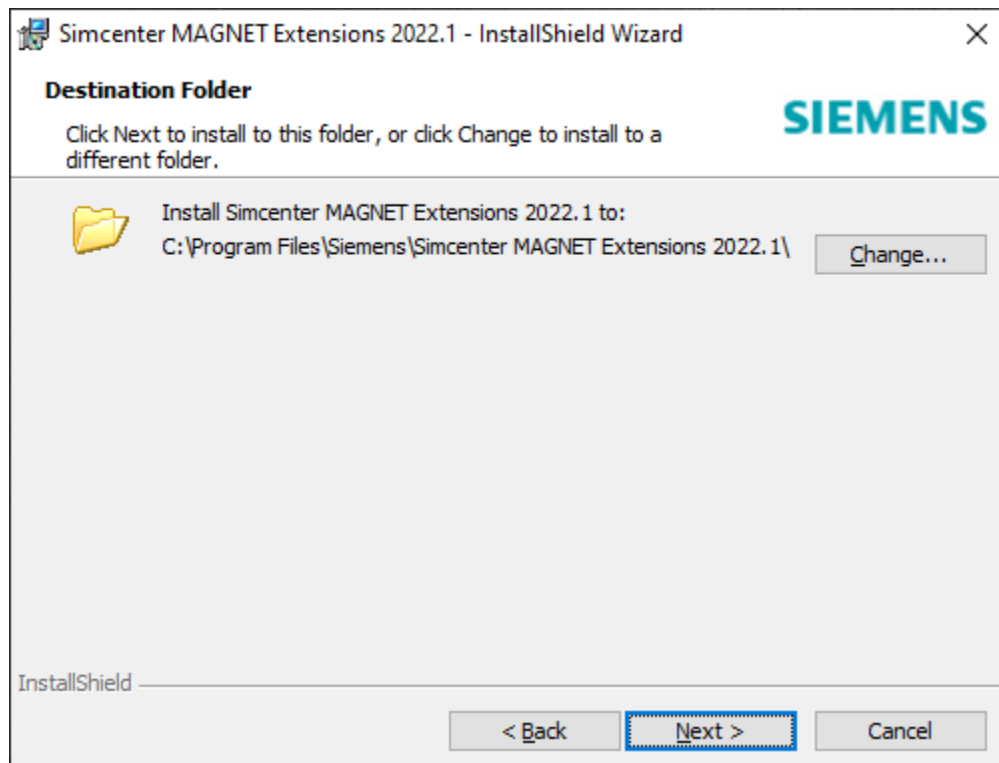 Simcenter MAGNET Extensions 2022.1 - InstallShield Wizard
Destination Folder
Click Next to install to this folder, or click Change to install to a
different folder.
SIEMENS
Install Simcenter MAGNET Extensions 2022.1 to:
C:\Program Files\Siemens\Simcenter MAGNET Extensions 2022.1\
Change...
InstallShield
< Back
Next >
Cancel